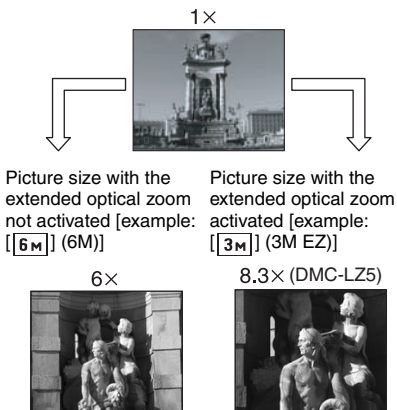 1×
Picture size with the
extended optical zoom
not activated [example:
[6M] (6M)]
6×
Picture size with the
extended optical zoom
activated [example:
[3M] (3M EZ)]
8.3× (DMC-LZ5)